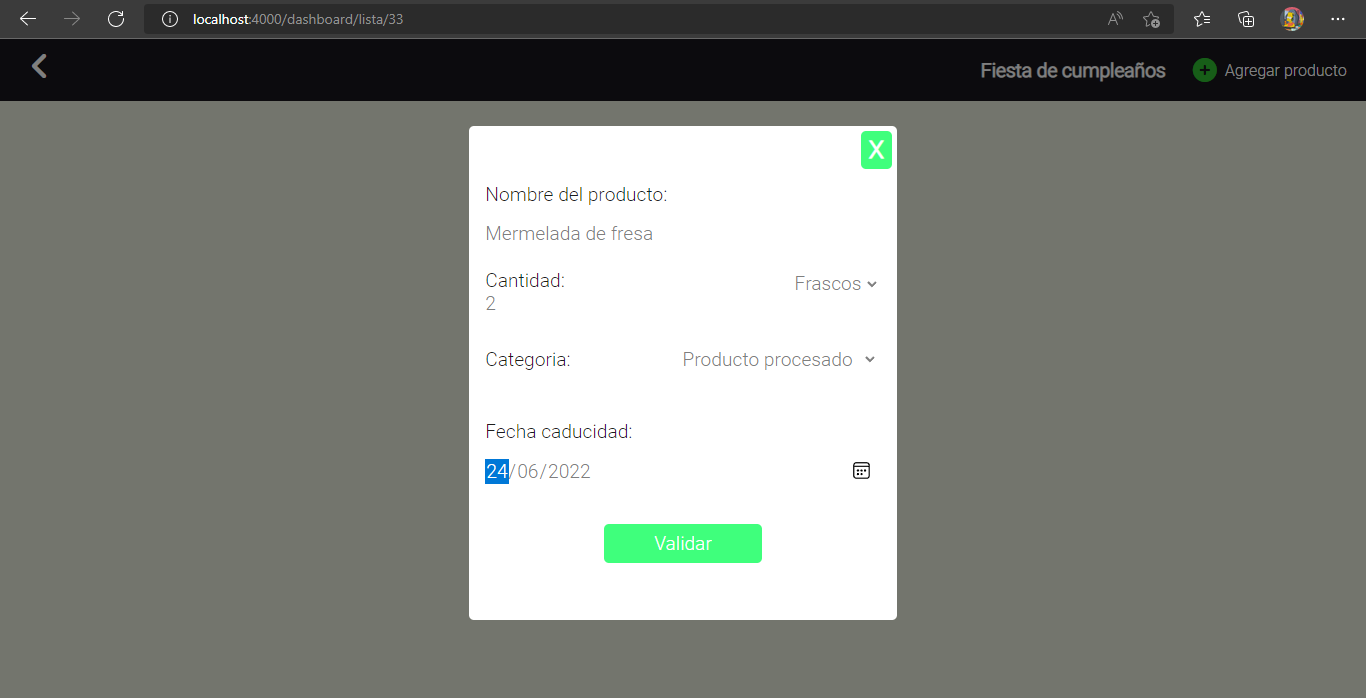 localhost:4000/dashboard/lista/33
Fiesta de cumpleaños
Agregar producto
X
Nombre del producto:
Mermelada de fresa
Cantidad:
Frascos
2
Categoria:
Producto procesado
Fecha caducidad:
24/06/2022
Validar